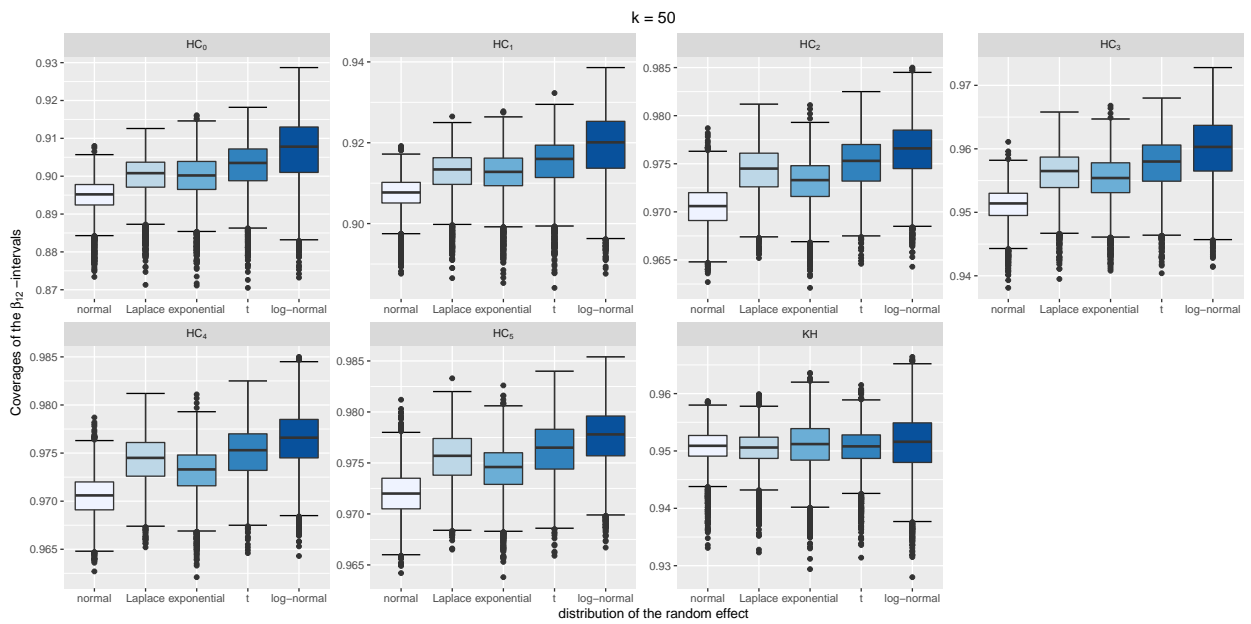 k = 50
HC₀
HC₁
HC₂
HC₃
0.93
0.92
0.91
0.90
0.89
0.88
0.87
0.94
0.92
0.90
0.985
0.980
0.975
0.970
0.965
0.97
0.96
0.95
0.94
normal Laplace exponential t log−normal
normal Laplace exponential t log−normal
normal Laplace exponential t log−normal
normal Laplace exponential t log−normal
HC₄
HC₅
KH
0.985
0.980
0.975
0.970
0.965
0.985
0.980
0.975
0.970
0.965
0.96
0.95
0.94
0.93
normal Laplace exponential t log−normal
normal Laplace exponential t log−normal
normal Laplace exponential t log−normal
Coverages of the β₁₂ −intervals
distribution of the random effect